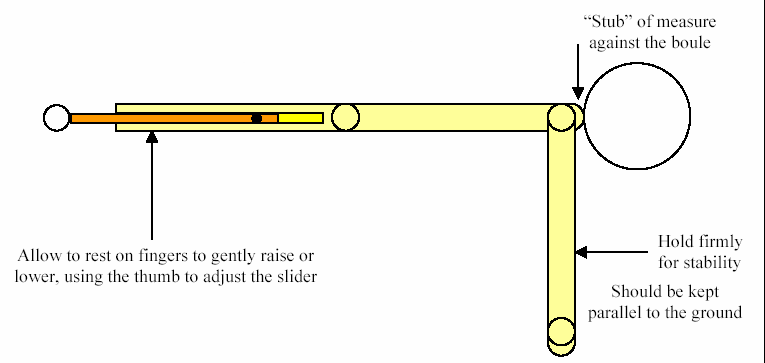 “Stub” of measure
against the boule
Allow to rest on fingers to gently raise or
lower, using the thumb to adjust the slider
Hold firmly
for stability
Should be kept
parallel to the ground